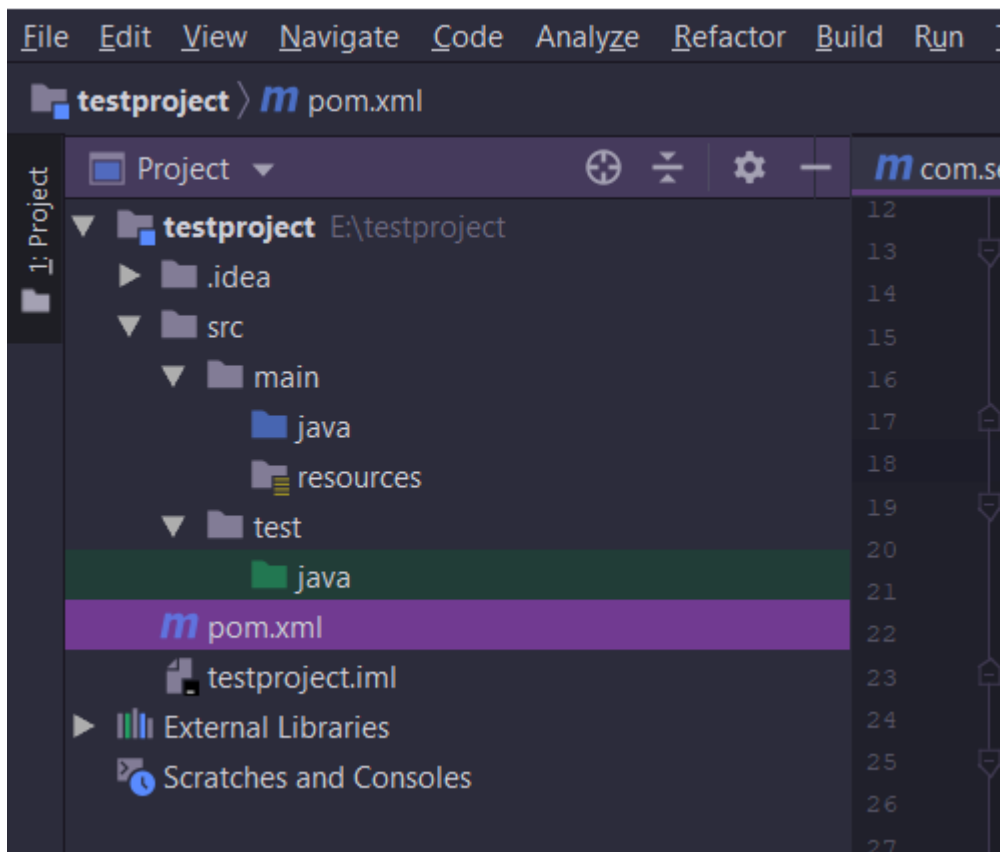 File Edit View Navigate Code Analyze Refactor Build Run
testproject 〉 m pom.xml
1: Project
Project
m com.se
testproject E:\testproject
.idea
src
main
java
resources
test
java
m pom.xml
testproject.iml
External Libraries
Scratches and Consoles
12
13
14
15
16
17
18
19
20
21
22
23
24
25
26
27